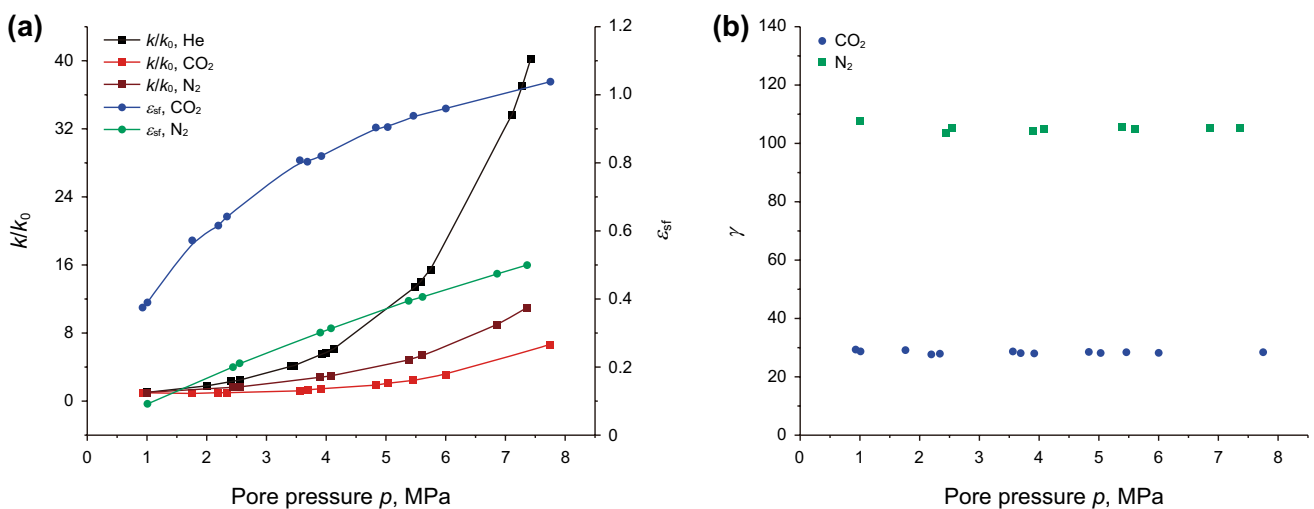 (a)
k/k₀, He
k/k₀, CO₂
k/k₀, N₂
εsf, CO₂
εsf, N₂
40
32
24
16
8
0
k/k₀
1.2
1.0
0.8
0.6
0.4
0.2
0
εsf
0 1 2 3 4 5 6 7 8
Pore pressure p, MPa
(b)
CO₂
N₂
140
120
100
80
60
40
20
0
γ
0 1 2 3 4 5 6 7 8
Pore pressure p, MPa